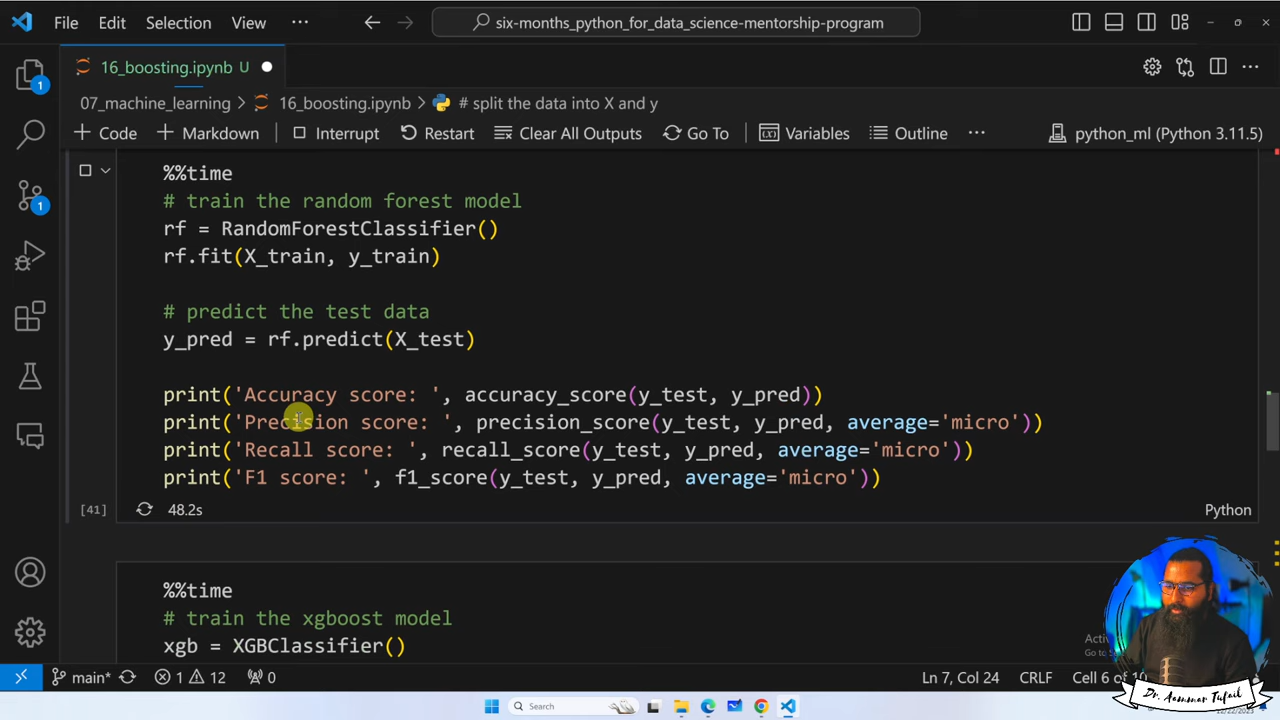 File Edit Selection View ··· six-months_python_for_data_science-mentorship-program
16_boosting.ipynb U
07_machine_learning > 16_boosting.ipynb > # split the data into X and y
+ Code + Markdown Interrupt Restart Clear All Outputs Go To Variables Outline ··· python_ml (Python 3.11.5)
%%time
# train the random forest model
rf = RandomForestClassifier()
rf.fit(X_train, y_train)
# predict the test data
y_pred = rf.predict(X_test)
print('Accuracy score: ', accuracy_score(y_test, y_pred))
print('Precision score: ', precision_score(y_test, y_pred, average='micro'))
print('Recall score: ', recall_score(y_test, y_pred, average='micro'))
print('F1 score: ', f1_score(y_test, y_pred, average='micro'))
[41] 48.2s Python
%%time
# train the xgboost model
xgb = XGBClassifier()
1
1
main* 1 12 0 Ln 7, Col 24 CRLF Cell 6 of 10
Dr. Aammar Tufail
Search